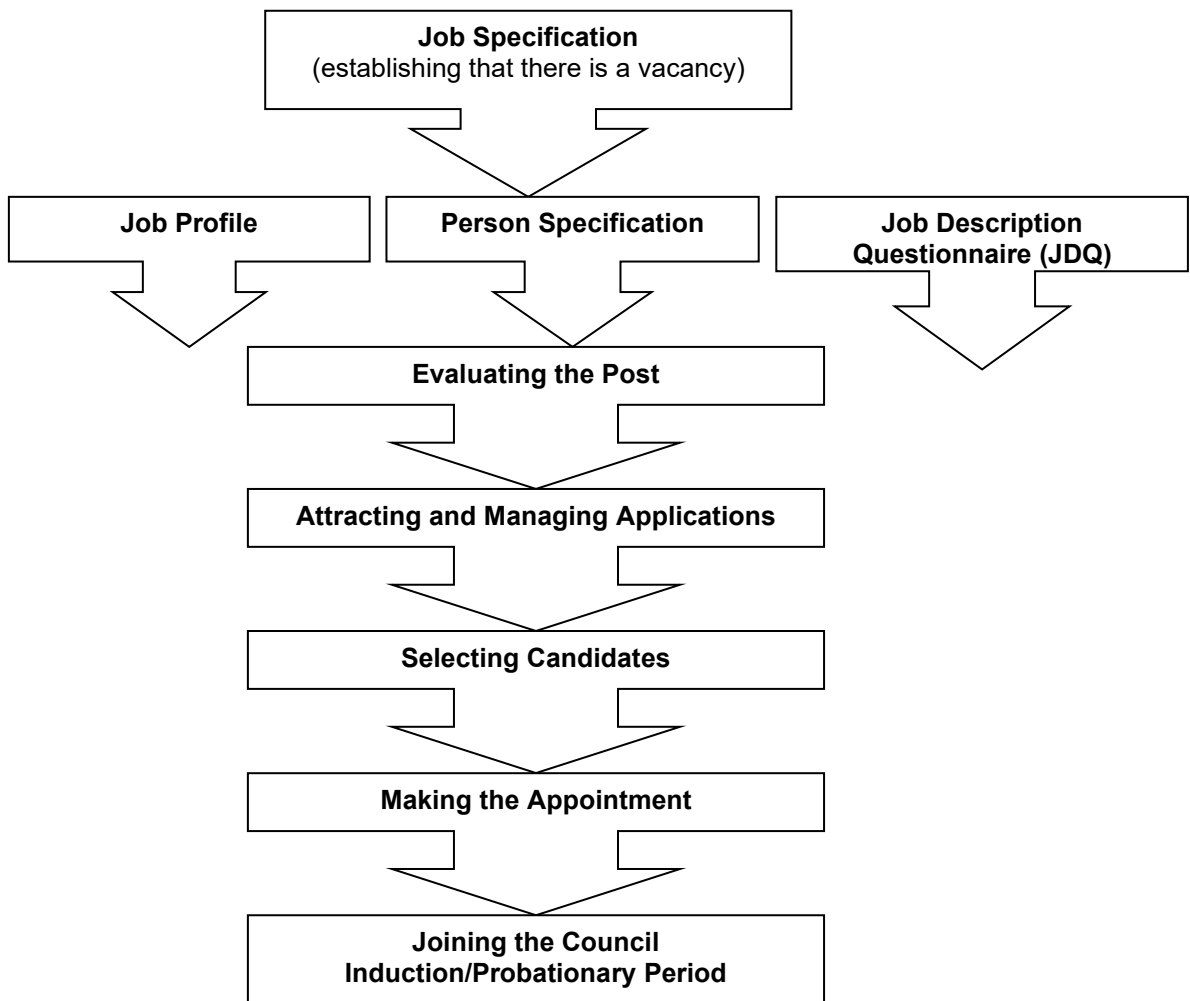 Job Specification
(establishing that there is a vacancy)
Job Profile
Person Specification
Job Description
Questionnaire (JDQ)
Evaluating the Post
Attracting and Managing Applications
Selecting Candidates
Making the Appointment
Joining the Council
Induction/Probationary Period